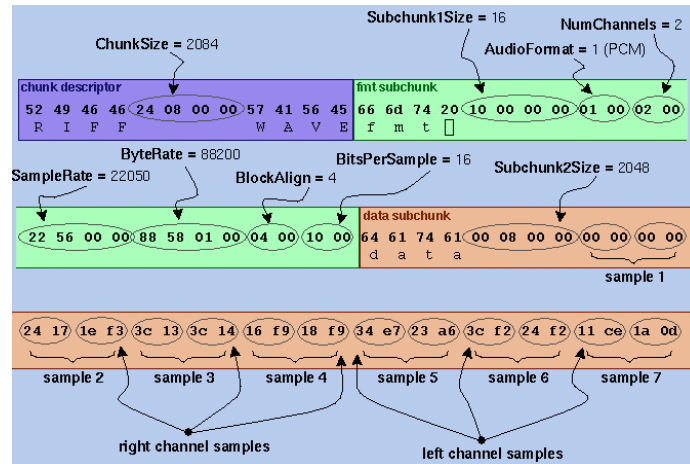 Subchunk1Size = 16
NumChannels = 2
ChunkSize = 2084
AudioFormat = 1 (PCM)
chunk descriptor
fmt subchunk
52 49 46 46 24 08 00 00 57 41 56 45 66 6d 74 20 10 00 00 00 01 00 02 00
R I F F W A V E f m t
ByteRate = 88200
BitsPerSample = 16
SampleRate = 22050
BlockAlign = 4
Subchunk2Size = 2048
data subchunk
22 56 00 00 88 58 01 00 04 00 10 00 64 61 74 61 00 08 00 00 00 00 00 00
d a t a
sample 1
24 17 1e f3 3c 13 3c 14 16 f9 18 f9 34 e7 23 a6 3c f2 24 f2 11 ce 1a 0d
sample 2 sample 3 sample 4 sample 5 sample 6 sample 7
right channel samples left channel samples